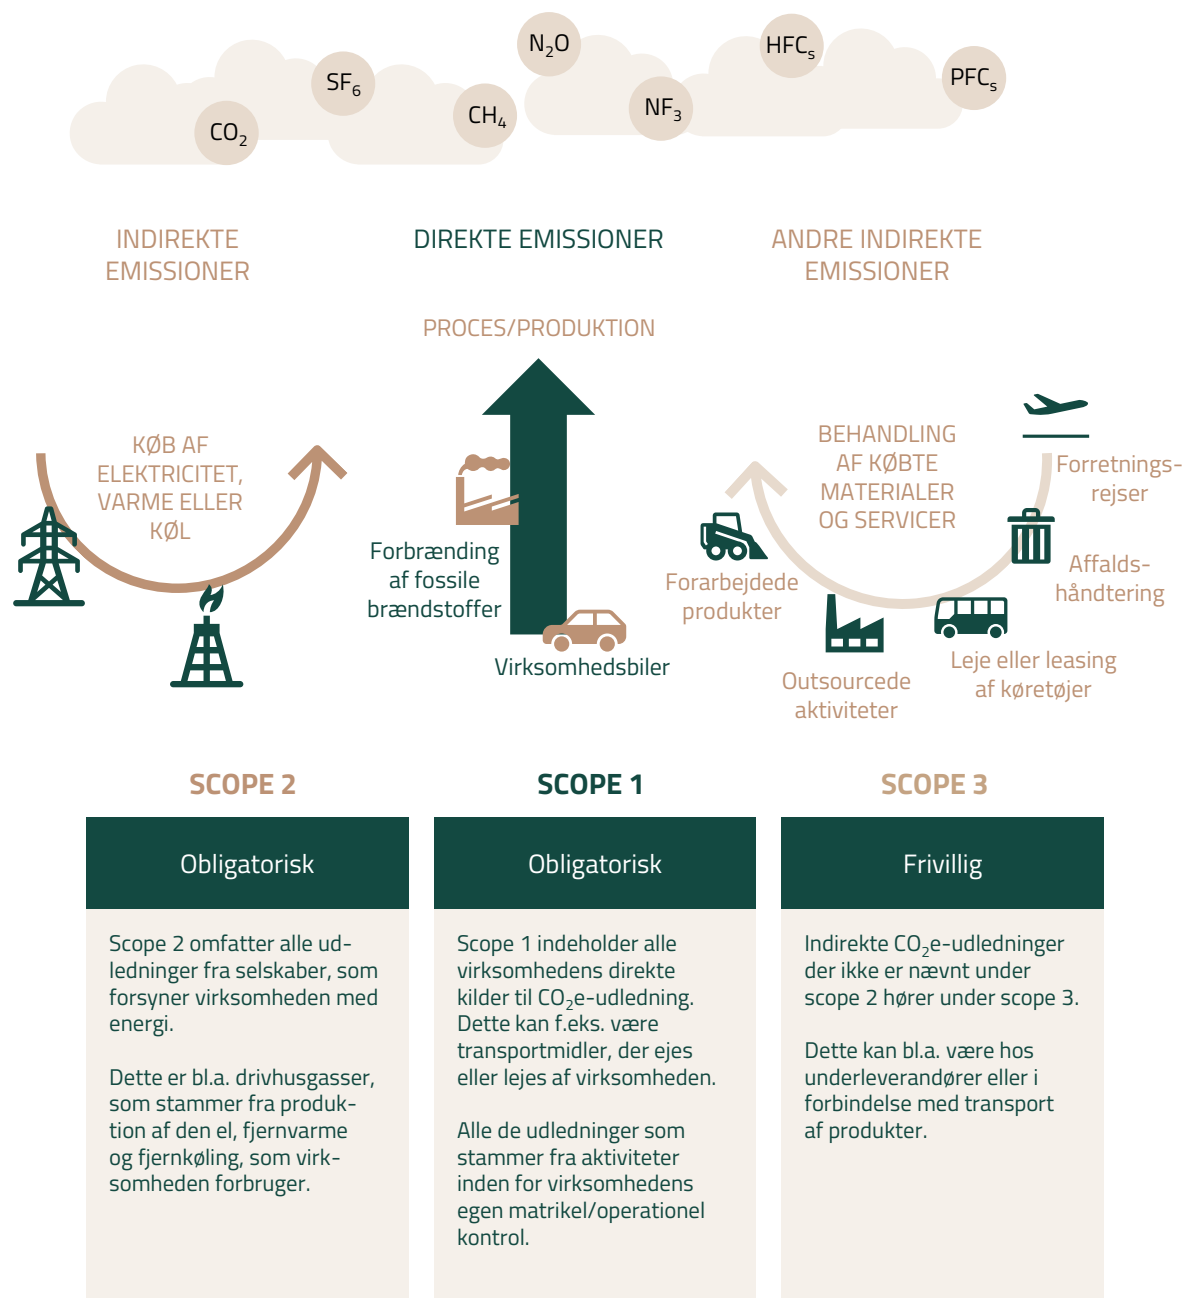 N₂O
HFCₛ
SF₆
PFCₛ
CH₄
NF₃
CO₂
INDIREKTE
EMISSIONER
DIREKTE EMISSIONER
ANDRE INDIREKTE
EMISSIONER
PROCES/PRODUKTION
KØB AF
ELEKTRICITET,
VARME ELLER
KØL
Forbrænding
af fossile
brændstoffer
Virksomhedsbiler
BEHANDLING
AF KØBTE
MATERIALER
OG SERVICER
Forretnings-
rejser
Affalds-
håndtering
Forarbejdede
produkter
Leje eller leasing
af køretøjer
Outsourcede
aktiviteter
SCOPE 2
Obligatorisk
Scope 2 omfatter alle ud-
ledninger fra selskaber, som
forsyner virksomheden med
energi.
Dette er bl.a. drivhusgasser,
som stammer fra produk-
tion af den el, fjernvarme
og fjernkøling, som virk-
somheden forbruger.
SCOPE 1
Obligatorisk
Scope 1 indeholder alle
virksomhedens direkte
kilder til CO₂e-udledning.
Dette kan f.eks. være
transportmidler, der ejes
eller lejes af virksomheden.
Alle de udledninger som
stammer fra aktiviteter
inden for virksomhedens
egen matrikel/operationel
kontrol.
SCOPE 3
Frivillig
Indirekte CO₂e-udledninger
der ikke er nævnt under
scope 2 hører under scope 3.
Dette kan bl.a. være hos
underleverandører eller i
forbindelse med transport
af produkter.